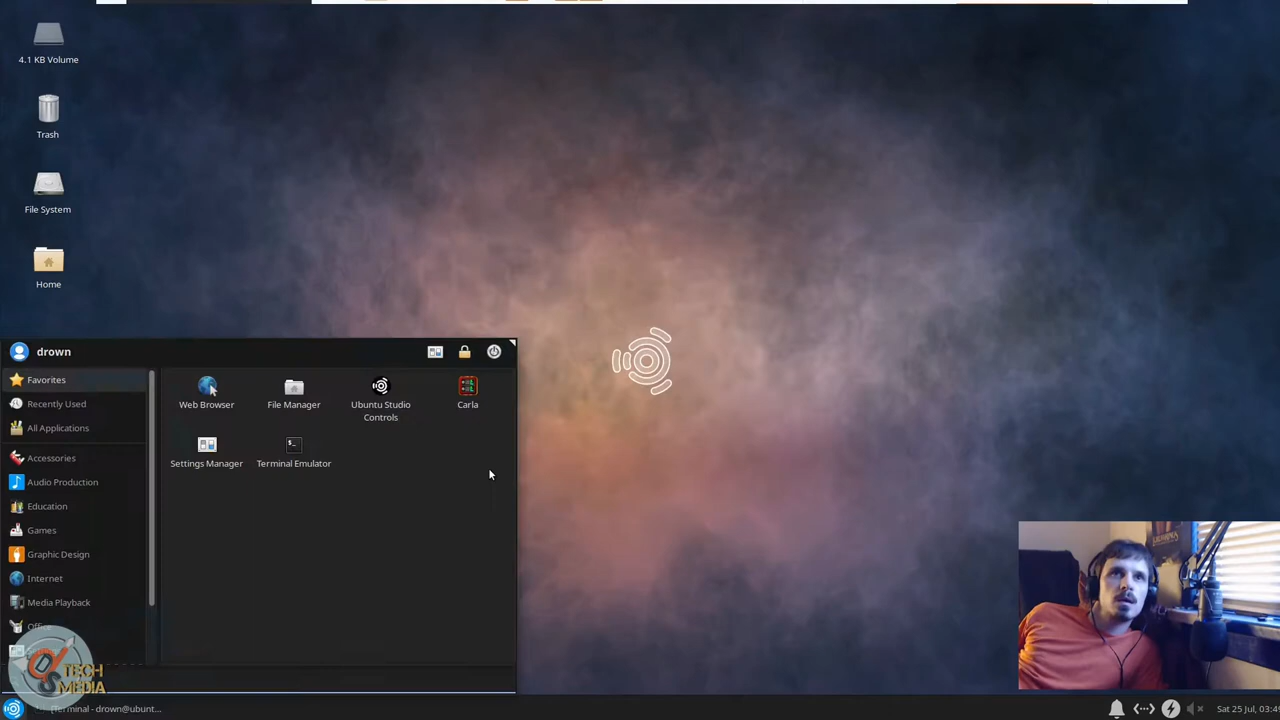 4.1 KB Volume
Trash
File System
Home
drown
Favorites
Recently Used
All Applications
Accessories
Audio Production
Education
Games
Graphic Design
Internet
Media Playback
Office
Web Browser
File Manager
Ubuntu Studio
Controls
Carla
Settings Manager
Terminal Emulator
TECH
MEDIA
[Terminal - drown@ubunt...
Sat 25 Jul, 03:4